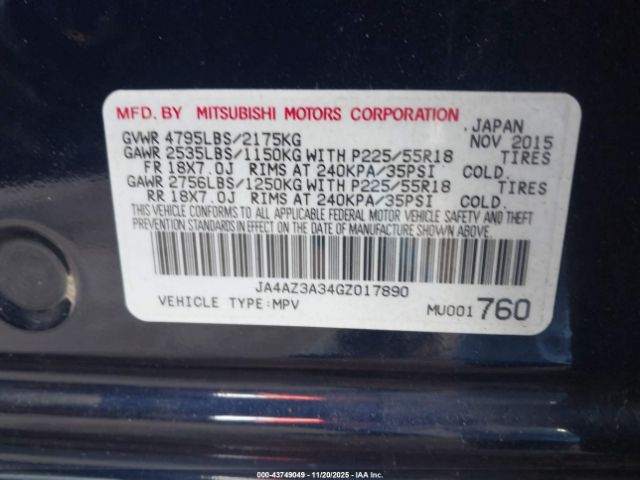 MFD. BY MITSUBISHI MOTORS CORPORATION JAPAN
GVWR 4795LBS/2175KG NOV 2015
GAWR 2535LBS/1150KG WITH P225/55R18 TIRES
FR 18X7.0J RIMS AT 240KPA/35PSI COLD.
GAWR 2756LBS/1250KG WITH P225/55R18 TIRES
RR 18X7.0J RIMS AT 240KPA/35PSI COLD.
THIS VEHICLE CONFORMS TO ALL APPLICABLE FEDERAL MOTOR VEHICLE SAFETY AND THEFT
PREVENTION STANDARDS IN EFFECT ON THE DATE OF MANUFACTURE SHOWN ABOVE.
JA4AZ3A34GZ017890
VEHICLE TYPE:MPV MU001760
000-43749049 - 11/20/2025 - IAA Inc.